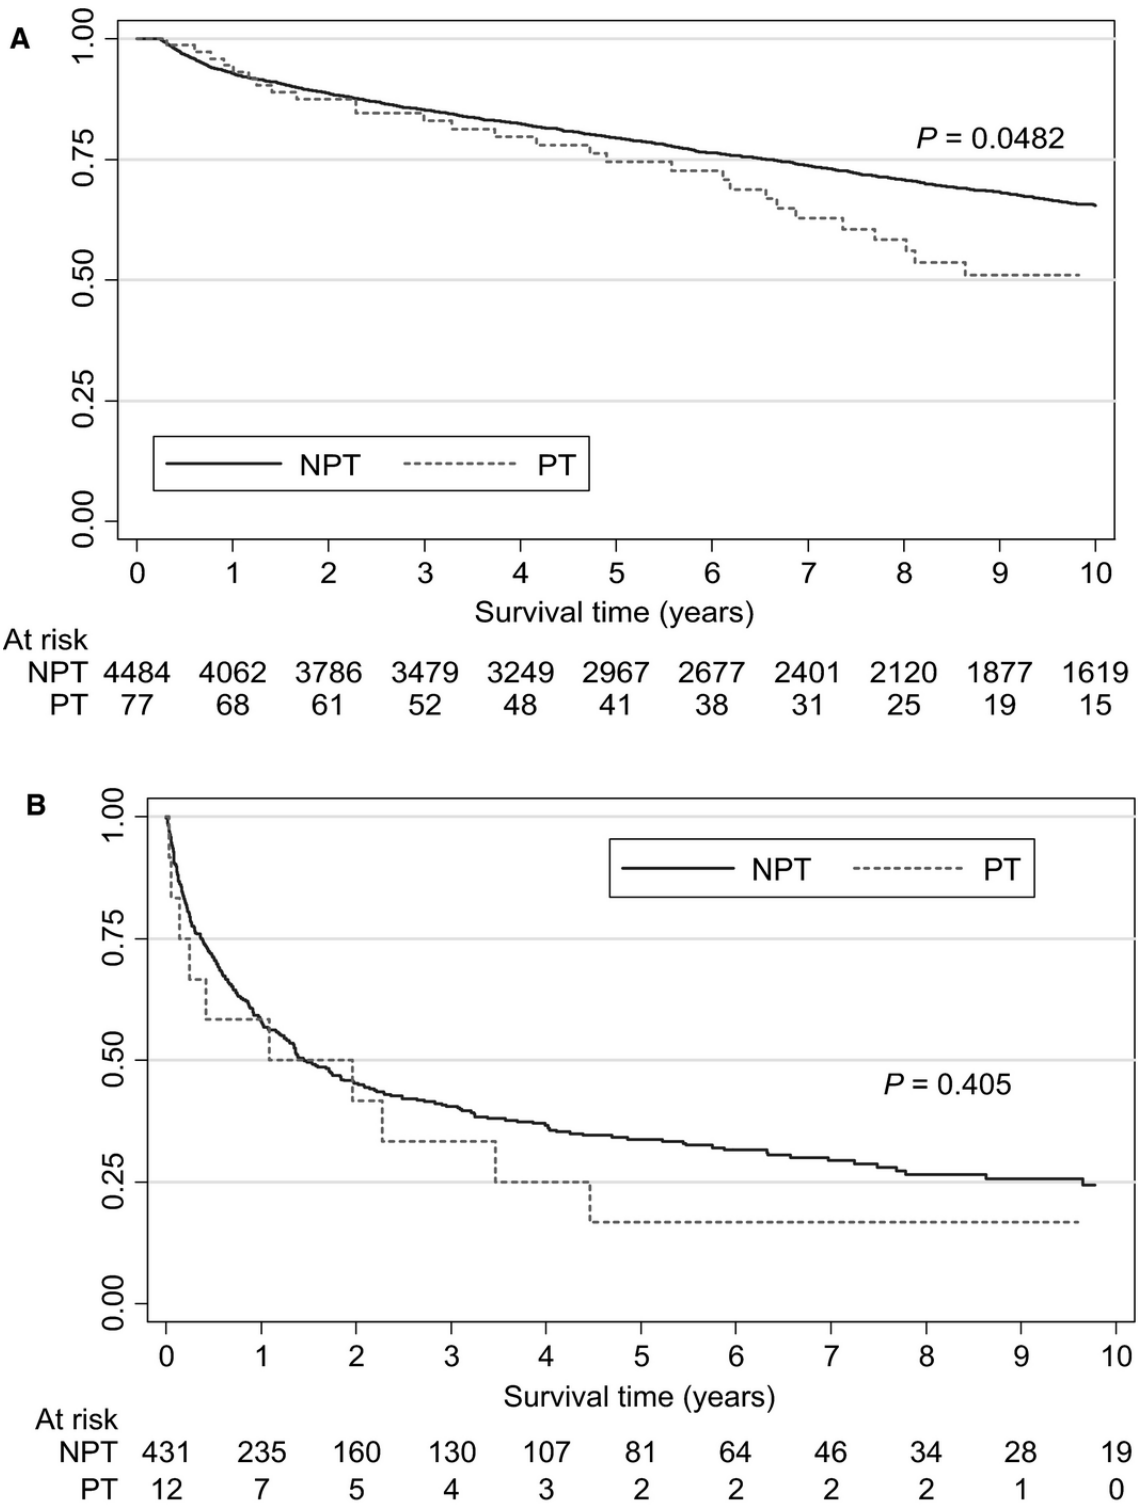 A
1.00
0.75
0.50
0.25
0.00
P = 0.0482
NPT PT
0 1 2 3 4 5 6 7 8 9 10
Survival time (years)
At risk
NPT 4484 4062 3786 3479 3249 2967 2677 2401 2120 1877 1619
PT 77 68 61 52 48 41 38 31 25 19 15
B
1.00
NPT PT
0.75
0.50
P = 0.405
0.25
0.00
0 1 2 3 4 5 6 7 8 9 10
Survival time (years)
At risk
NPT 431 235 160 130 107 81 64 46 34 28 19
PT 12 7 5 4 3 2 2 2 2 1 0